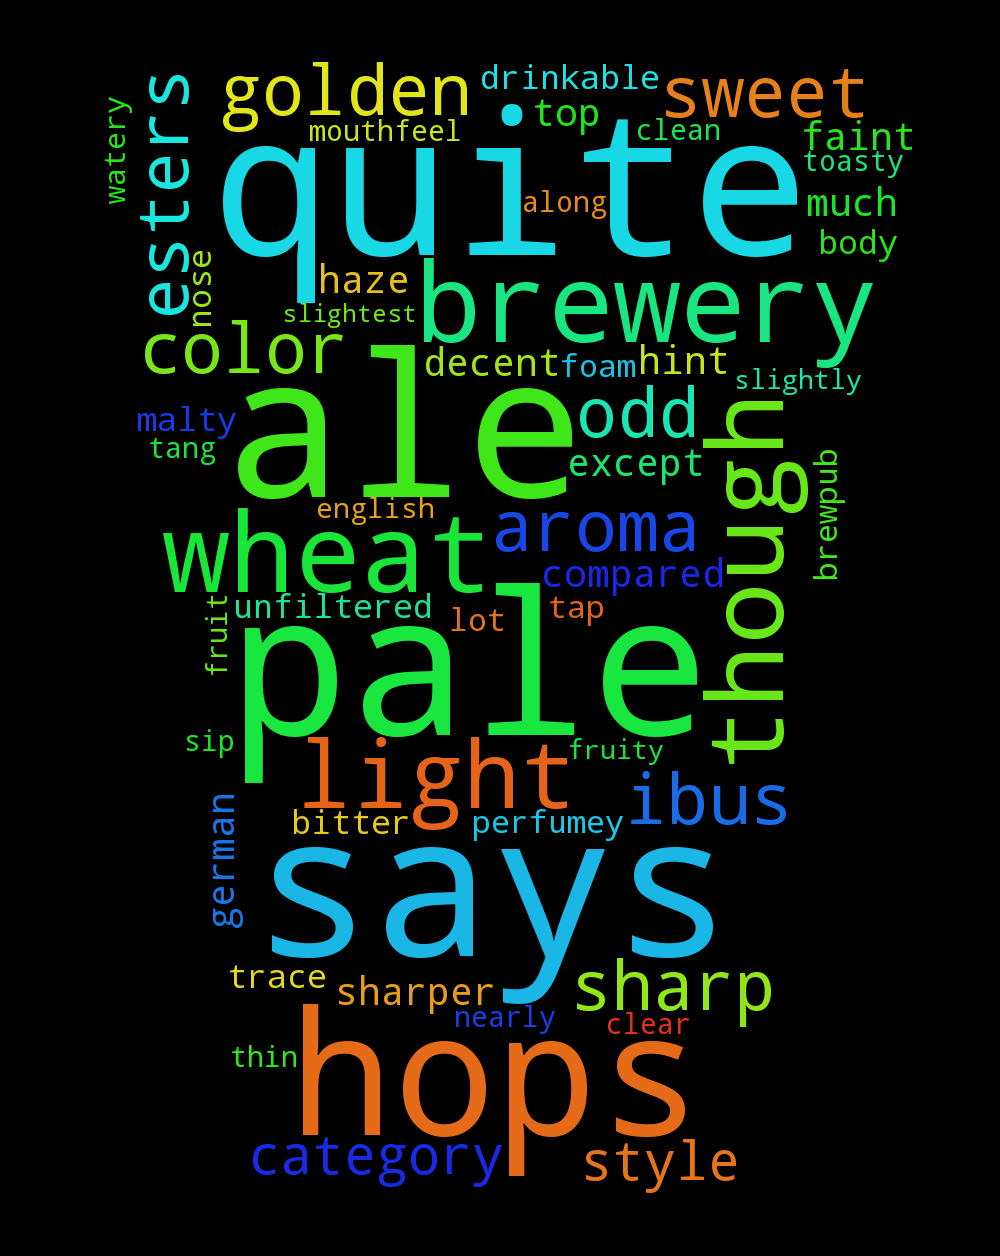 golden
drinkable
sweet
esters
watery
mouthfeel
top
clean
faint
quite
toasty
along
much
body
nose
haze
brewery
slightest
color
decent
foam
hint
slightly
ale
odd
though
malty
tang
except
brewpub
english
aroma
wheat
compared
unfiltered
lot
tap
fruit
pale
sip
light
fruity
ibus
german
bitter
perfumey
says
trace
sharper
sharp
nearly
clear
thin
hops
category
style